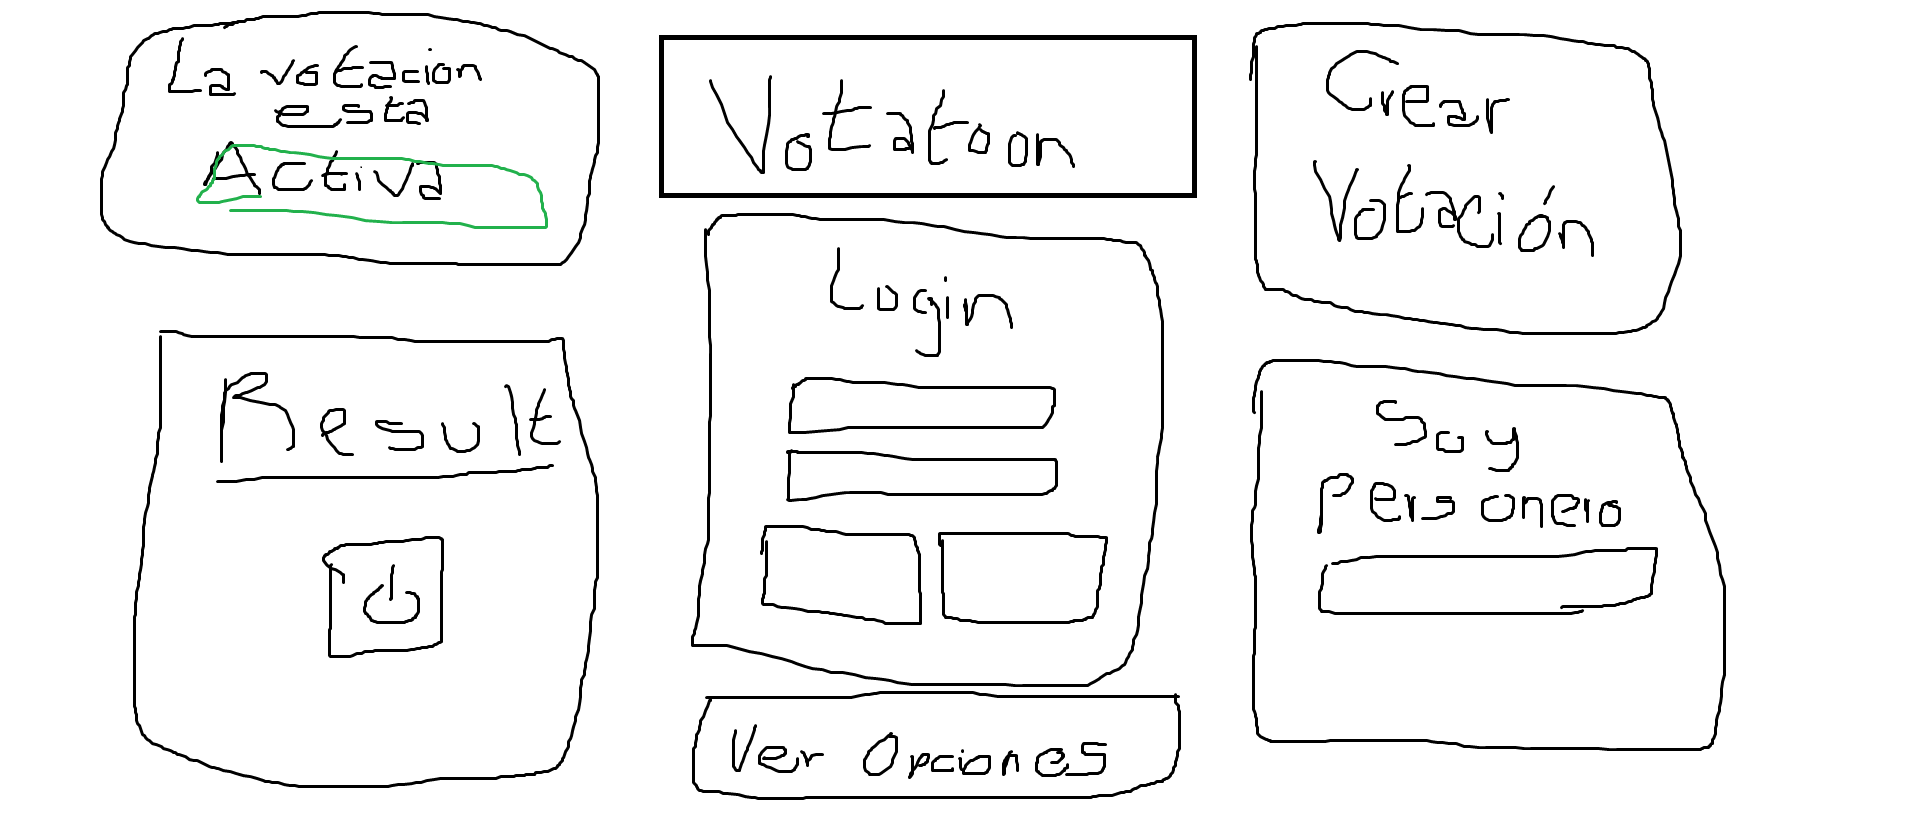 La votacion
esta
Activa
Result
Votatoon
Login
Ver Opciones
Crear
Votación
Soy
Personero